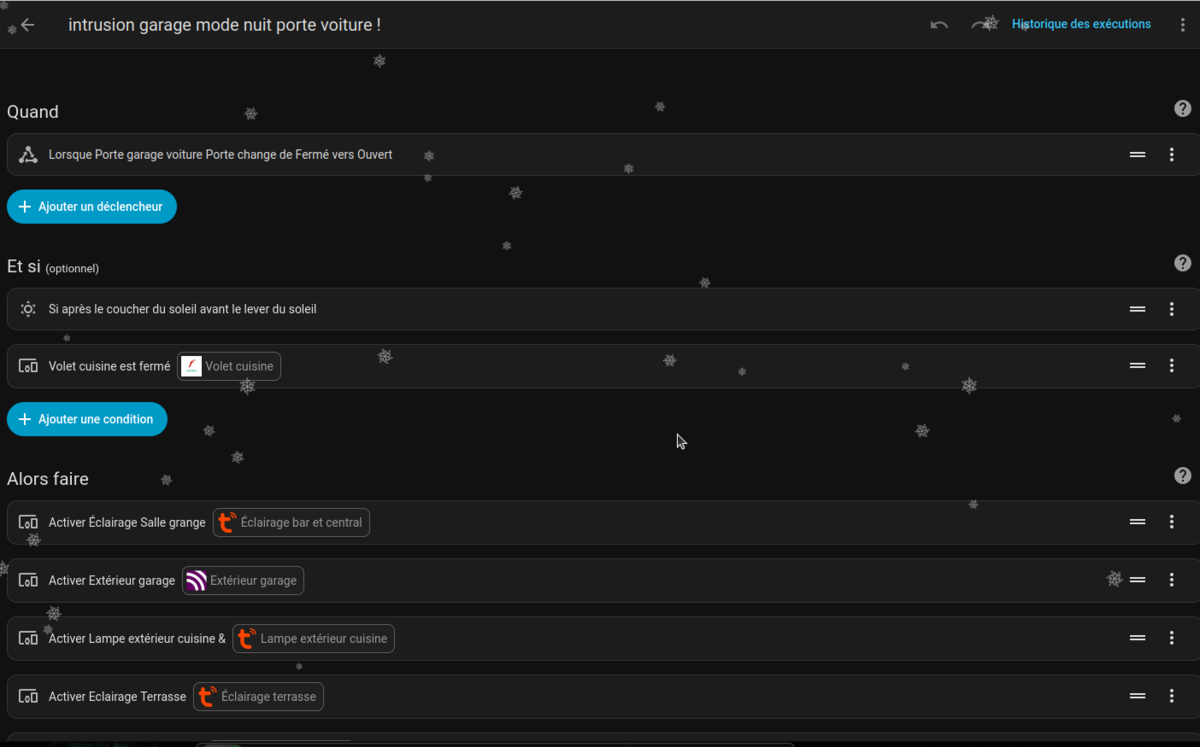 intrusion garage mode nuit porte voiture !
Historique des exécutions
Quand
Lorsque Porte garage voiture Porte change de Fermé vers Ouvert
Ajouter un déclencheur
Et si (optionnel)
Si après le coucher du soleil avant le lever du soleil
Volet cuisine est fermé Volet cuisine
Ajouter une condition
Alors faire
Activer Éclairage Salle grange Éclairage bar et central
Activer Extérieur garage Extérieur garage
Activer Lampe extérieur cuisine & Lampe extérieur cuisine
Activer Eclairage Terrasse Éclairage terrasse